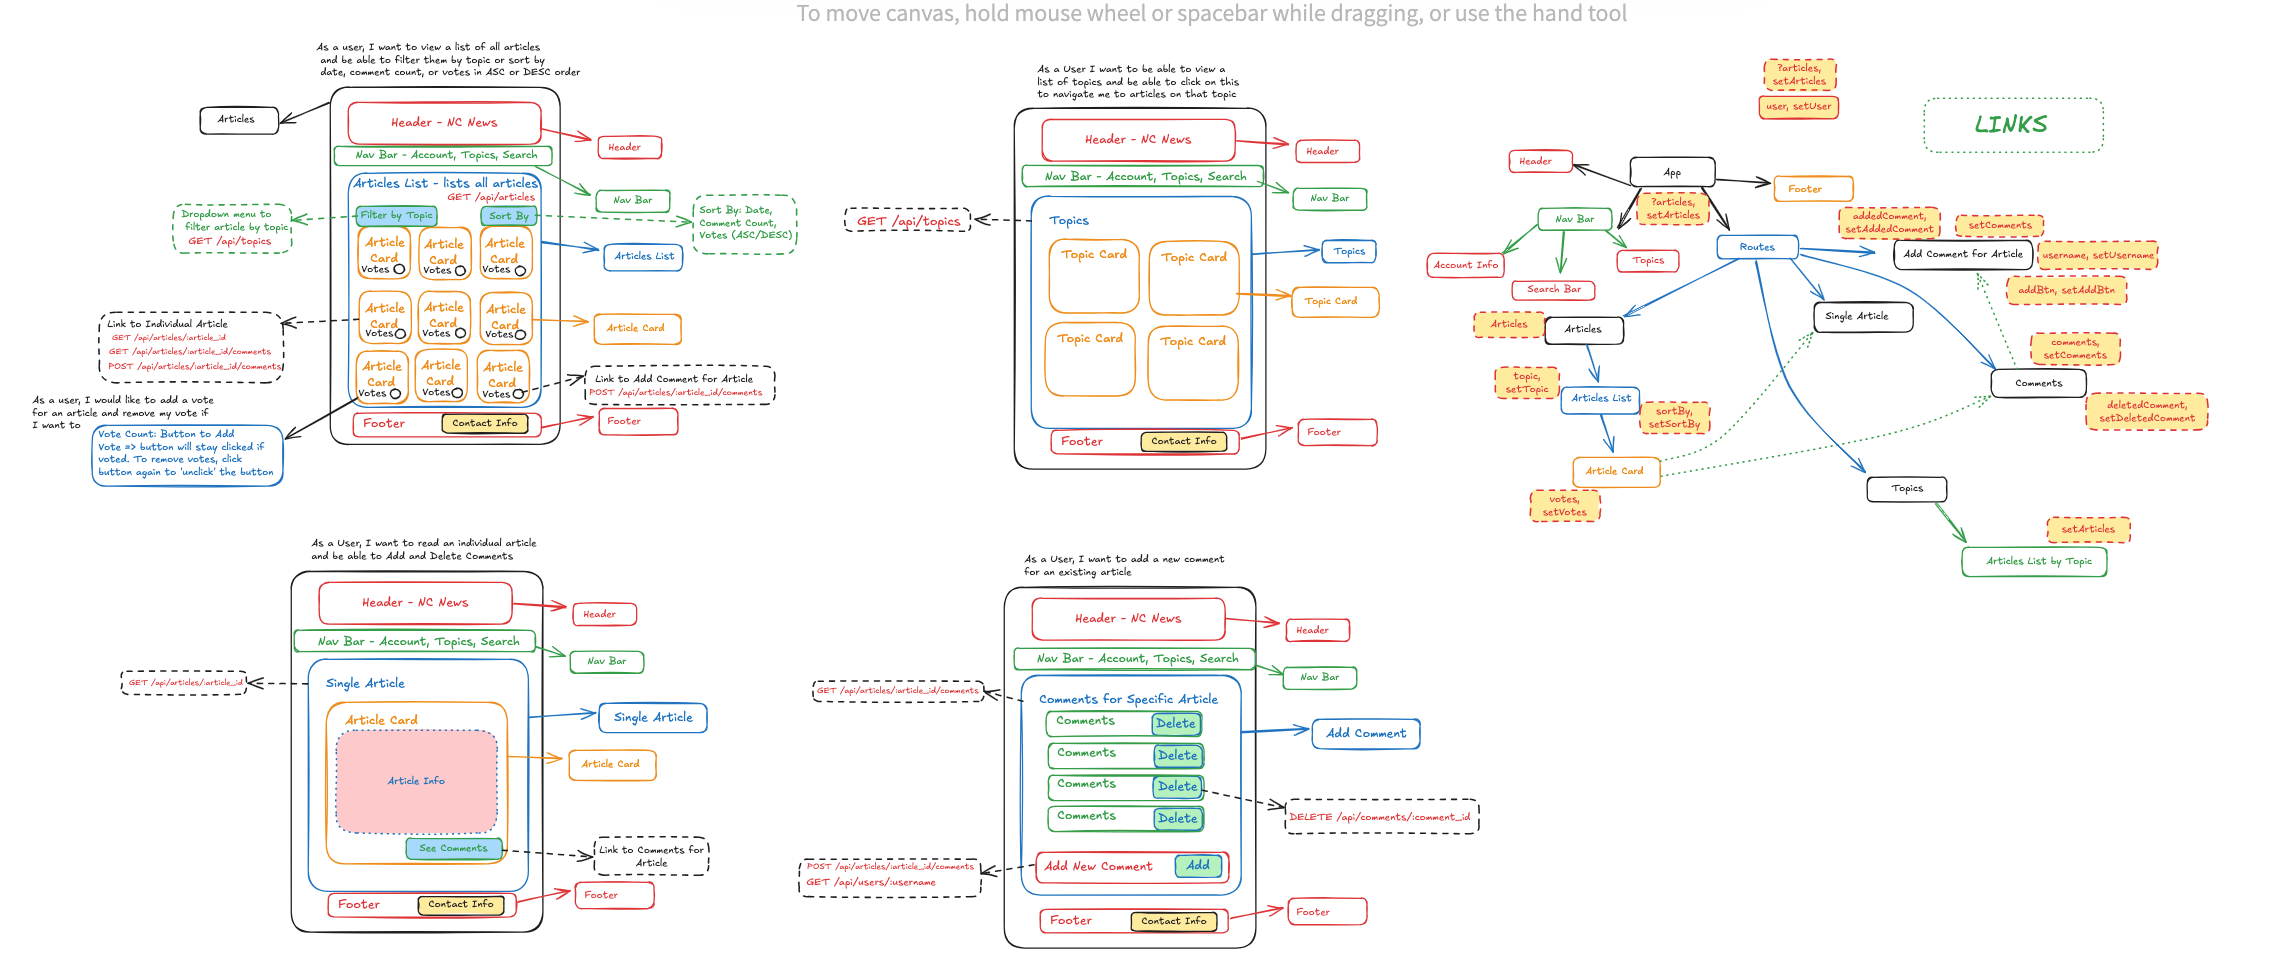 To move canvas, hold mouse wheel or spacebar while dragging, or use the hand tool
As a user, I want to view a list of all articles
and be able to filter them by topic or sort by
date, comment count, or votes in ASC or DESC order
Articles
Header - NC News
Header
Nav Bar - Account, Topics, Search
Nav Bar
Articles List - lists all articles
GET /api/articles
Filter by Topic
Sort By
Dropdown menu to
filter article by topic
GET /api/topics
Sort By: Date,
Comment Count,
Votes (ASC/DESC)
Articles List
Article
Card
Votes
Article
Card
Votes
Article
Card
Votes
Article
Card
Votes
Article
Card
Votes
Article
Card
Votes
Article
Card
Votes
Article
Card
Votes
Article
Card
Votes
Article Card
Link to Individual Article
GET /api/articles/:article_id
GET /api/articles/:article_id/comments
POST /api/articles/:article_id/comments
Link to Add Comment for Article
POST /api/articles/:article_id/comments
As a user, I would like to add a vote
for an article and remove my vote if
I want to
Vote Count: Button to Add
Vote => button will stay clicked if
voted. To remove votes, click
button again to 'unclick' the button
Footer
Contact Info
Footer
As a User I want to be able to view a
list of topics and be able to click on this
to navigate me to articles on that topic
Header - NC News
Header
Nav Bar - Account, Topics, Search
Nav Bar
GET /api/topics
Topics
Topic Card
Topic Card
Topic Card
Topic Card
Topics
Topic Card
Footer
Contact Info
Footer
?articles,
setArticles
user, setUser
LINKS
Header
App
Footer
?articles,
setArticles
Nav Bar
Account Info
Search Bar
Topics
Routes
addedComment,
setAddedComment
setComments
Add Comment for Article
username, setUsername
addBtn, setAddBtn
Articles
Articles
Single Article
comments,
setComments
Comments
deletedComment,
setDeletedComment
topic,
setTopic
Articles List
sortBy,
setSortBy
Article Card
votes,
setVotes
Topics
setArticles
Articles List by Topic
As a User, I want to read an individual article
and be able to Add and Delete Comments
Header - NC News
Header
Nav Bar - Account, Topics, Search
Nav Bar
GET /api/articles/:article_id
Single Article
Article Card
Article Info
See Comments
Single Article
Article Card
Link to Comments for
Article
Footer
Contact Info
Footer
As a User, I want to add a new comment
for an existing article
Header - NC News
Header
Nav Bar - Account, Topics, Search
Nav Bar
GET /api/articles/:article_id/comments
Comments for Specific Article
Comments
Delete
Comments
Delete
Comments
Delete
Comments
Delete
Add Comment
DELETE /api/comments/:comment_id
Add New Comment
Add
POST /api/articles/:article_id/comments
GET /api/users/:username
Footer
Contact Info
Footer